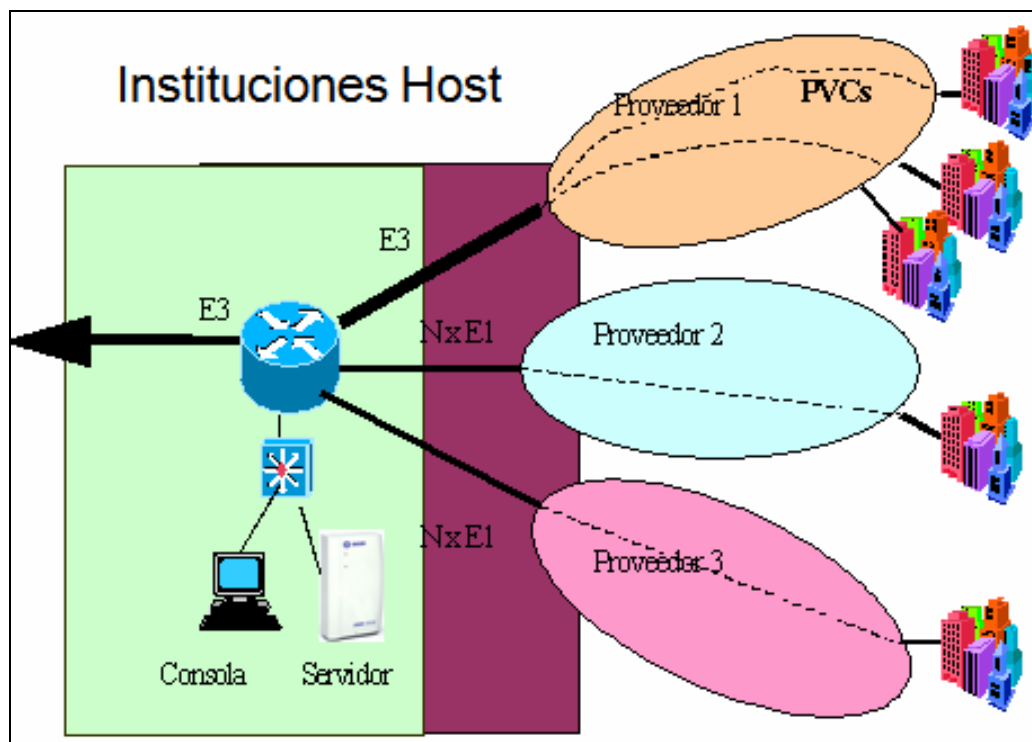 Instituciones Host
Proveedor 1
PVCs
E3
E3
NxE1
Proveedor 2
NxE1
Proveedor 3
Consola
Servidor